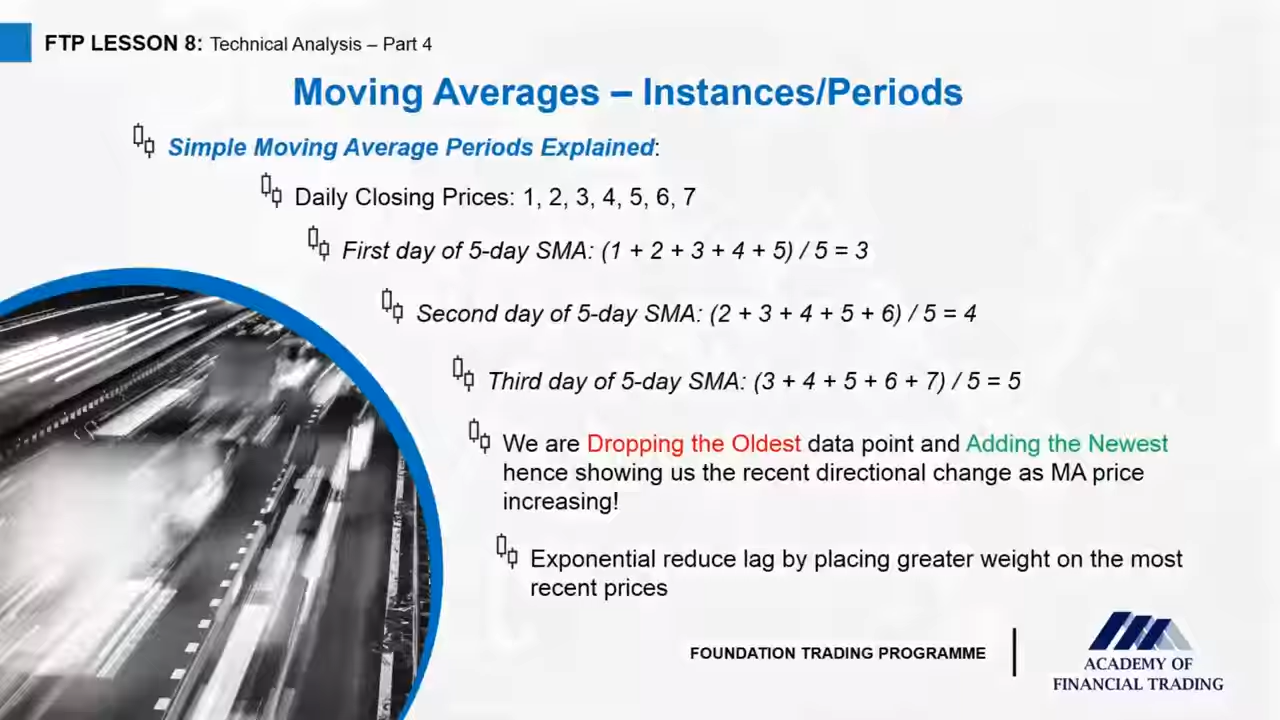 FTP LESSON 8: Technical Analysis – Part 4
Moving Averages – Instances/Periods
Simple Moving Average Periods Explained:
Daily Closing Prices: 1, 2, 3, 4, 5, 6, 7
First day of 5-day SMA: (1 + 2 + 3 + 4 + 5) / 5 = 3
Second day of 5-day SMA: (2 + 3 + 4 + 5 + 6) / 5 = 4
Third day of 5-day SMA: (3 + 4 + 5 + 6 + 7) / 5 = 5
We are Dropping the Oldest data point and Adding the Newest
hence showing us the recent directional change as MA price
increasing!
Exponential reduce lag by placing greater weight on the most
recent prices
FOUNDATION TRADING PROGRAMME
ACADEMY OF
FINANCIAL TRADING